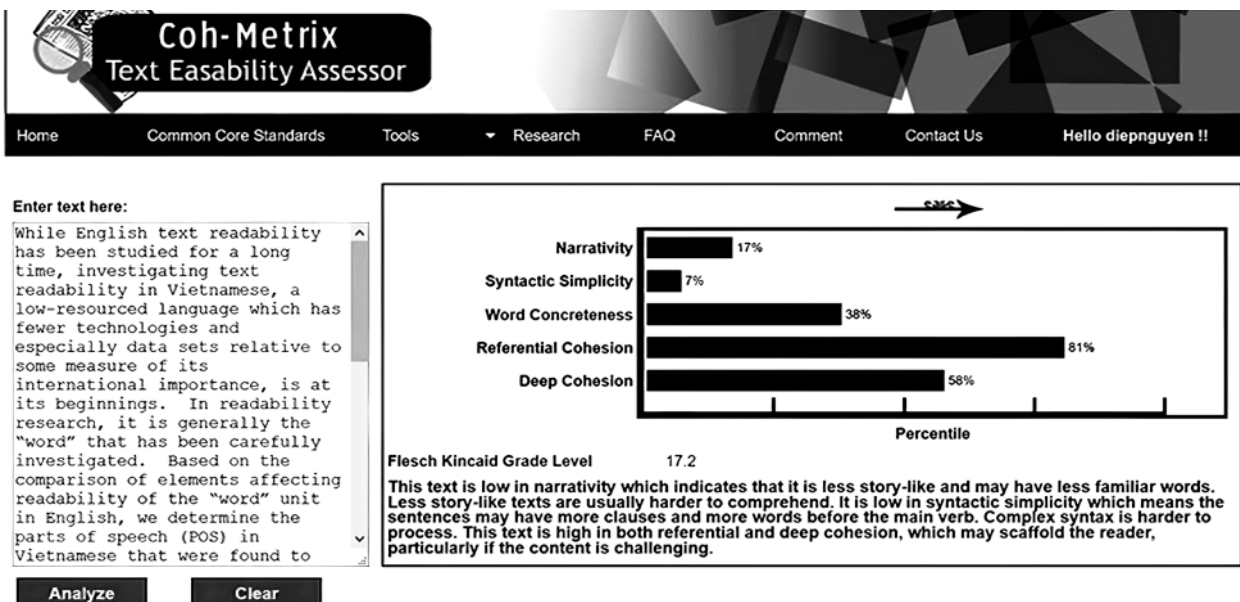 Coh-Metrix
Text Easability Assessor
Home Common Core Standards Tools Research FAQ Comment Contact Us Hello diepnguyen !!
Enter text here:
While English text readability
has been studied for a long
time, investigating text
readability in Vietnamese, a
low-resourced language which has
fewer technologies and
especially data sets relative to
some measure of its
international importance, is at
its beginnings. In readability
research, it is generally the
“word” that has been carefully
investigated. Based on the
comparison of elements affecting
readability of the “word” unit
in English, we determine the
parts of speech (POS) in
Vietnamese that were found to
Analyze Clear
Narrativity 17%
Syntactic Simplicity 7%
Word Concreteness 38%
Referential Cohesion 81%
Deep Cohesion 58%
Percentile
Flesch Kincaid Grade Level 17.2
This text is low in narrativity which indicates that it is less story-like and may have less familiar words.
Less story-like texts are usually harder to comprehend. It is low in syntactic simplicity which means the
sentences may have more clauses and more words before the main verb. Complex syntax is harder to
process. This text is high in both referential and deep cohesion, which may scaffold the reader,
particularly if the content is challenging.